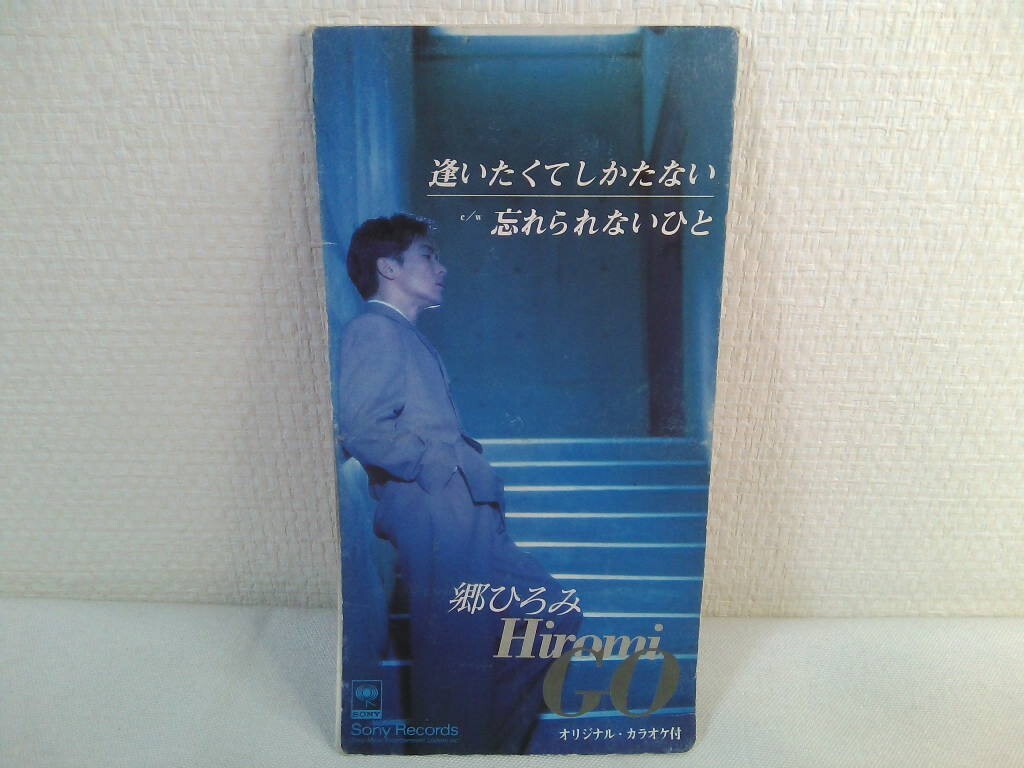 逢いたくてしかたない
c/w 忘れられないひと
郷ひろみ
Hiromi
GO
SONY
Sony Records
オリジナル・カラオケ付